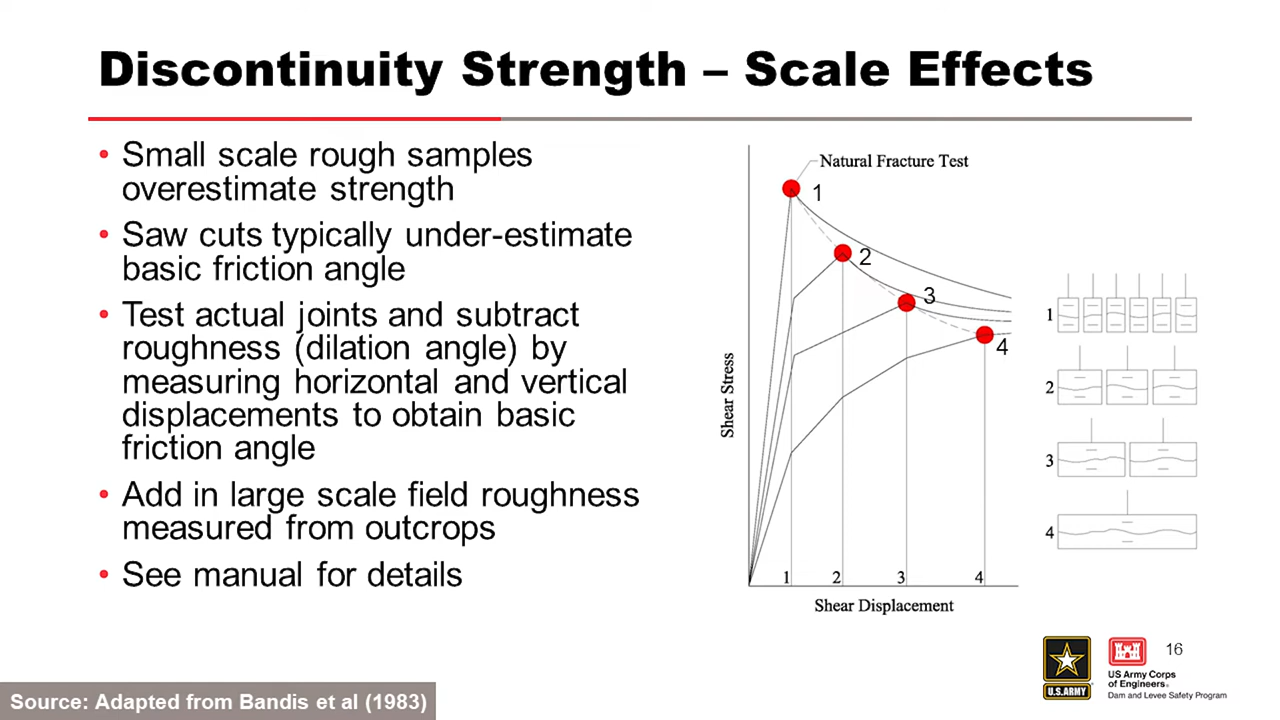 Discontinuity Strength – Scale Effects
• Small scale rough samples
overestimate strength
• Saw cuts typically under-estimate
basic friction angle
• Test actual joints and subtract
roughness (dilation angle) by
measuring horizontal and vertical
displacements to obtain basic
friction angle
• Add in large scale field roughness
measured from outcrops
• See manual for details
Natural Fracture Test
1
2
3
4
Shear Stress
1 2 3 4
Shear Displacement
1
2
3
4
16
U.S.ARMY
US Army Corps
of Engineers®
Dam and Levee Safety Program
Source: Adapted from Bandis et al (1983)